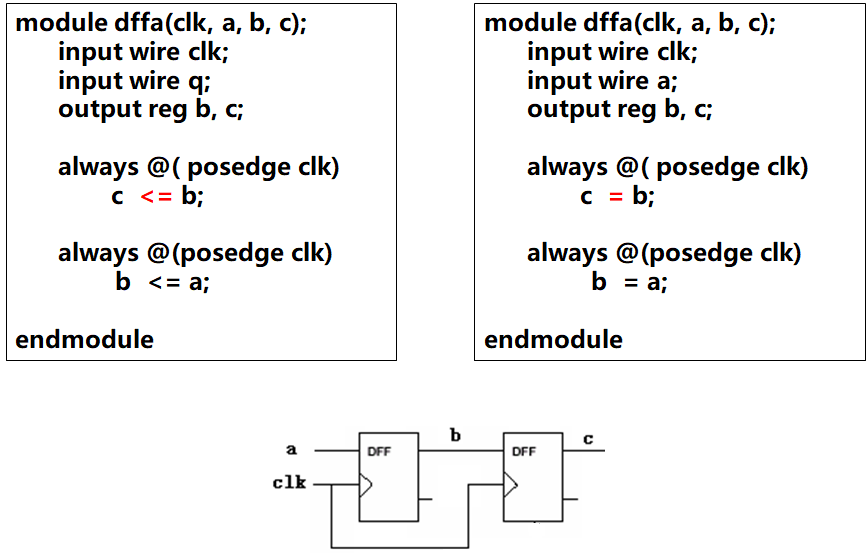 module dffa(clk, a, b, c);
input wire clk;
input wire q;
output reg b, c;
always @( posedge clk)
c <= b;
always @(posedge clk)
b <= a;
endmodule
module dffa(clk, a, b, c);
input wire clk;
input wire a;
output reg b, c;
always @( posedge clk)
c = b;
always @(posedge clk)
b = a;
endmodule
a
clk
DFF
b
DFF
c